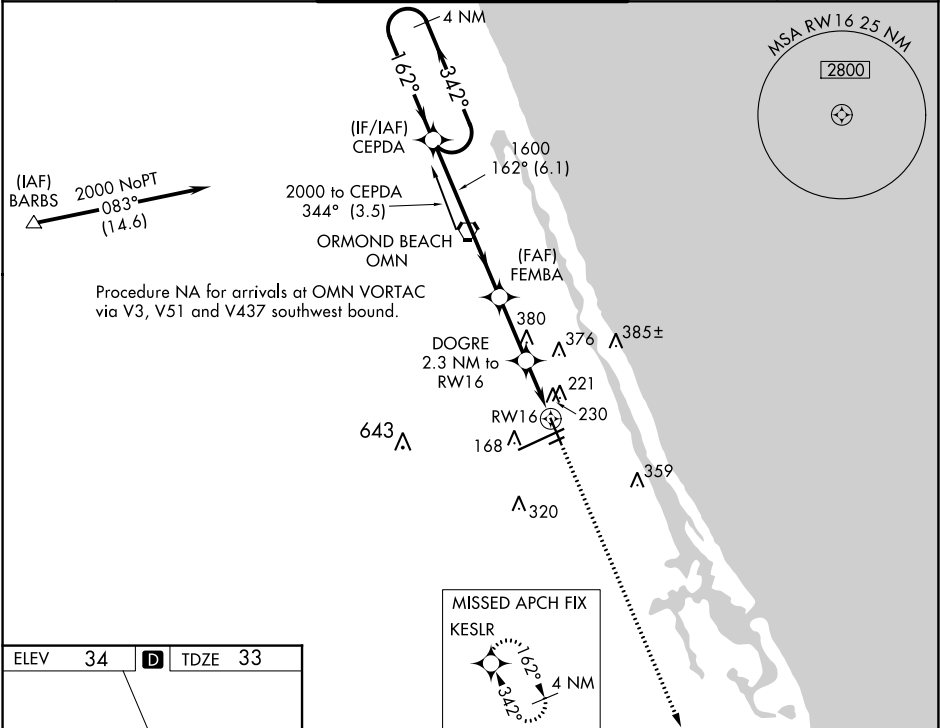 4 NM
162°
342°
MSA RW16 25 NM
2800
(IF/IAF)
CEPDA
1600
162° (6.1)
(IAF)
BARBS
2000 NoPT
083°
(14.6)
2000 to CEPDA
344° (3.5)
ORMOND BEACH
OMN
(FAF)
FEMBA
Procedure NA for arrivals at OMN VORTAC
via V3, V51 and V437 southwest bound.
380
376
385±
DOGRE
2.3 NM to
RW16
221
230
RW16
643
168
359
320
MISSED APCH FIX
KESLR
162°
342°
4 NM
ELEV 34 D TDZE 33